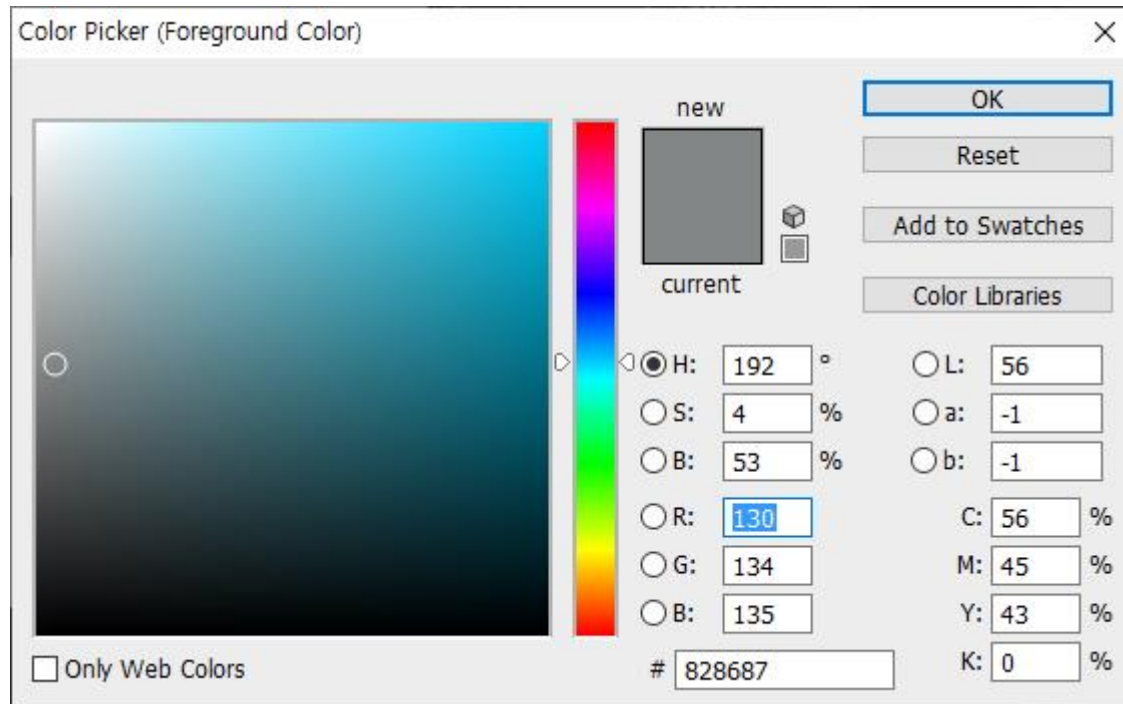 Color Picker (Foreground Color)
new
current
OK
Reset
Add to Swatches
Color Libraries
H: 192 °
S: 4 %
B: 53 %
R: 130
G: 134
B: 135
# 828687
L: 56
a: -1
b: -1
C: 56 %
M: 45 %
Y: 43 %
K: 0 %
Only Web Colors